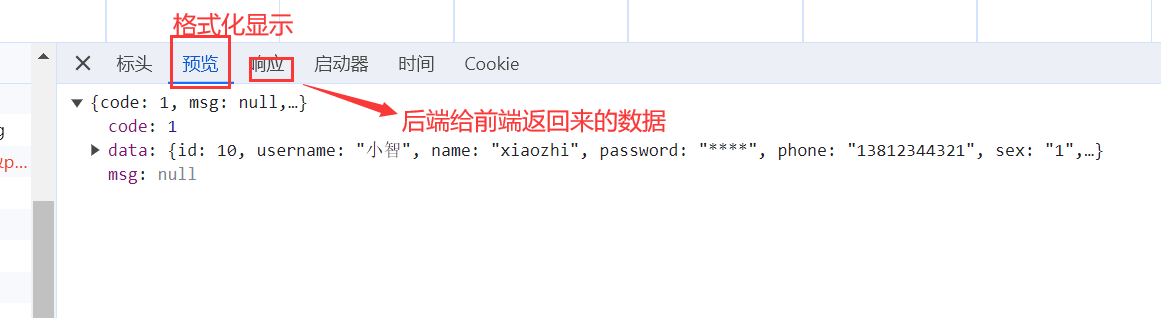 格式化显示
标头 预览 响应 启动器 时间 Cookie
{code: 1, msg: null,…}
后端给前端返回来的数据
code: 1
g
data: {id: 10, username: "小智", name: "xiaozhi", password: "****", phone: "13812344321", sex: "1",…}
&p...
msg: null